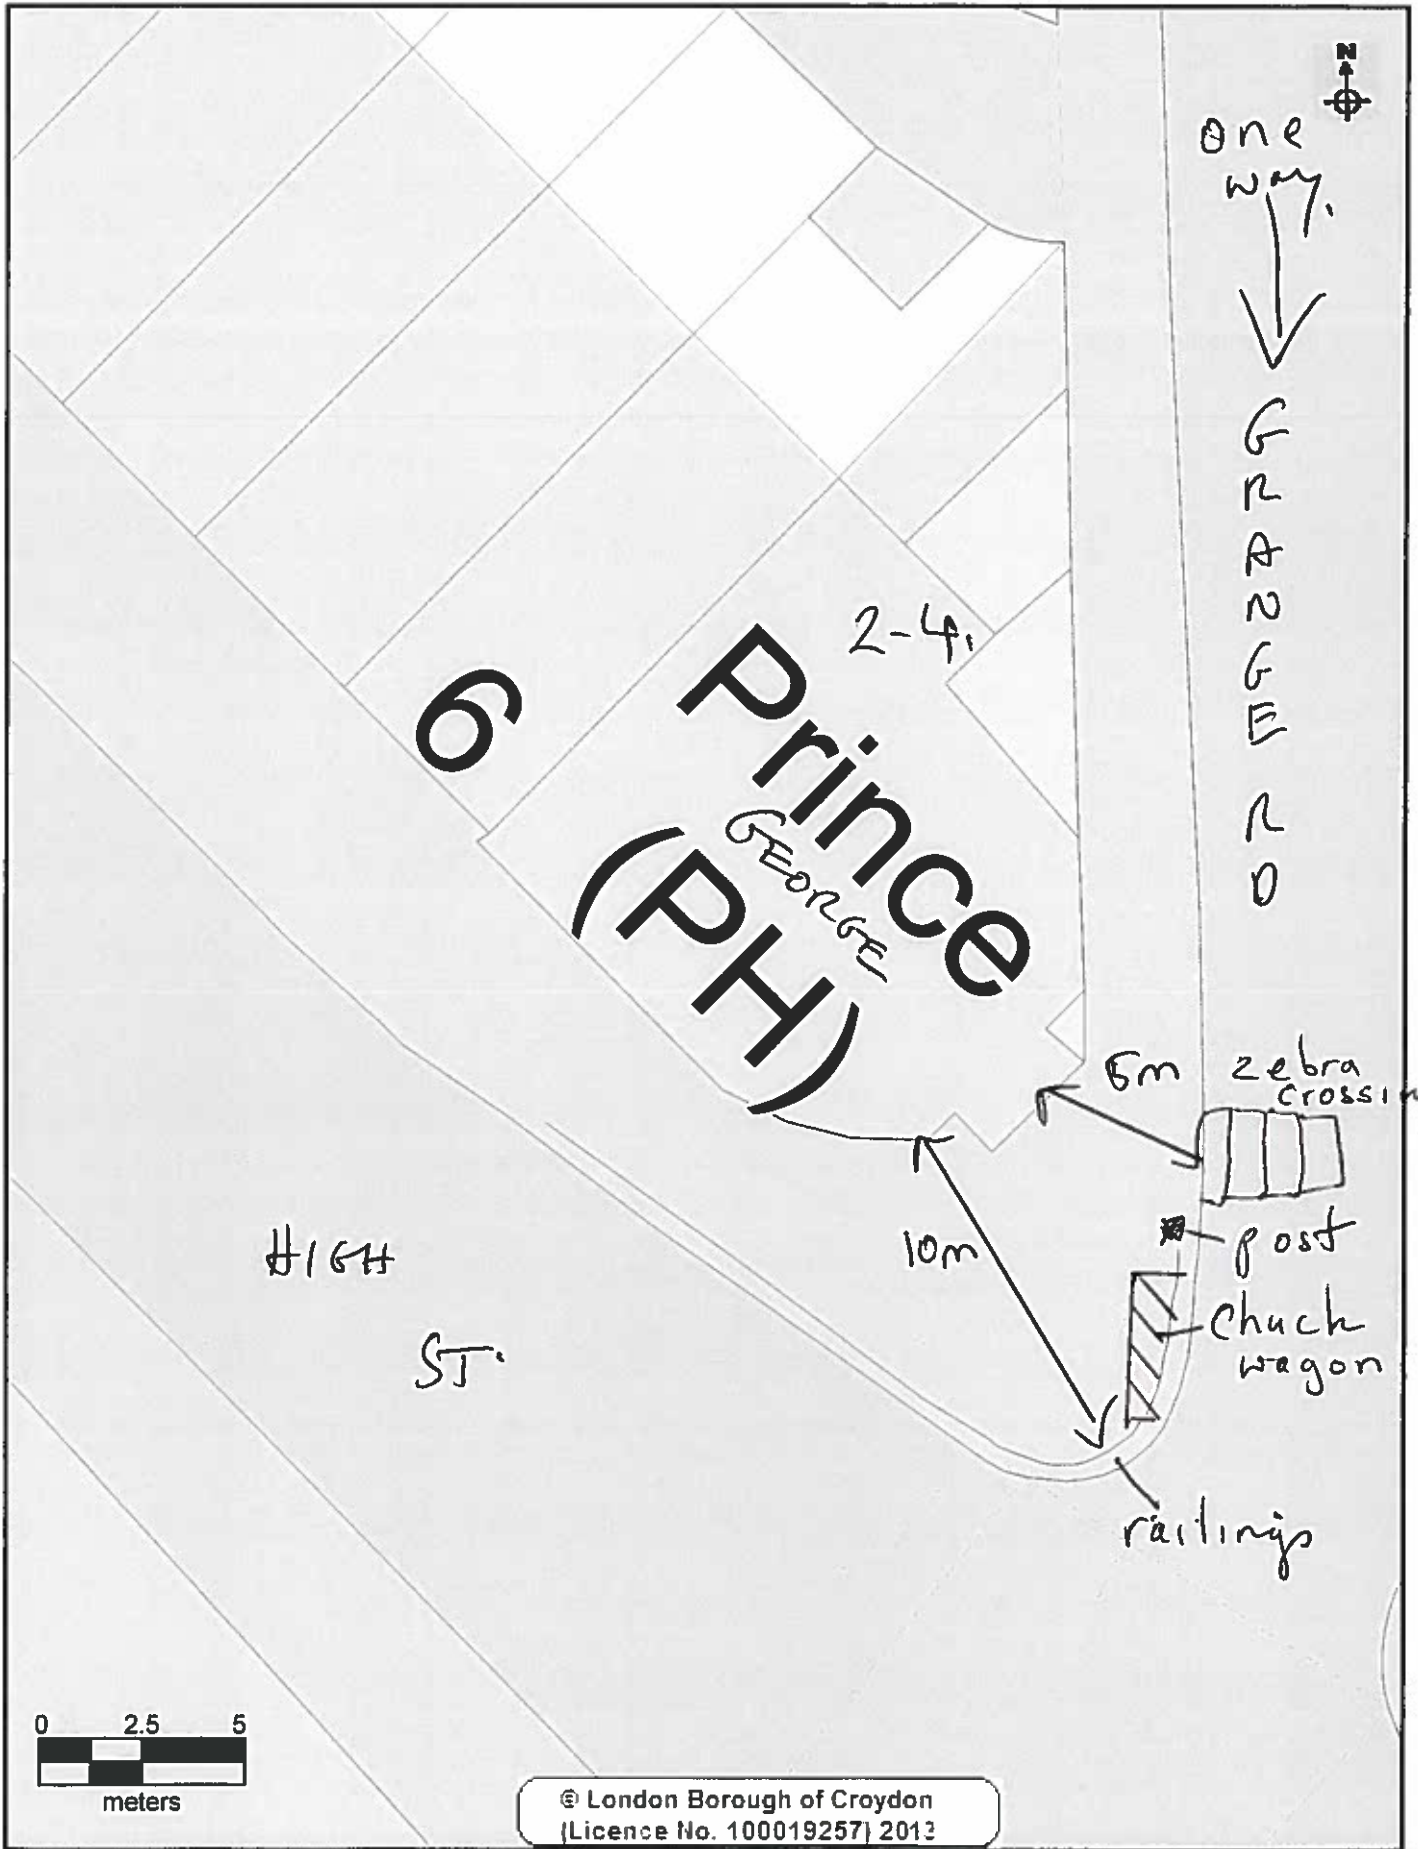 N
one
way.
GRANGE RD
2-4.
6
Prince
GEORGE
(PH)
5m
zebra
crossin
post
10m
HIGH
ST.
chuck
wagon
railings
0 2.5 5
meters
© London Borough of Croydon
(Licence No. 100019257) 2013